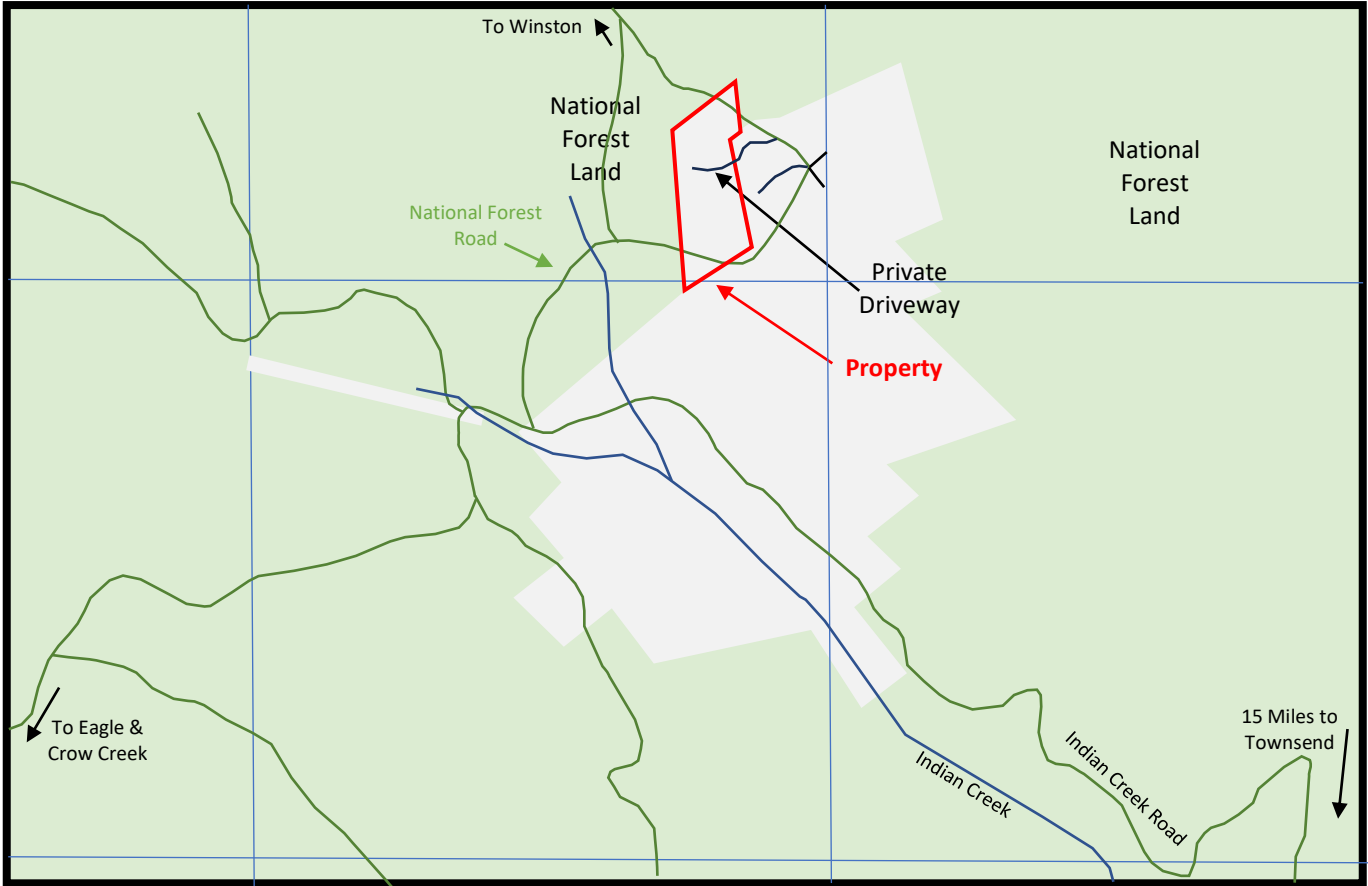 To Winston
National
Forest
Land
National
Forest
Land
National Forest
Road
Private
Driveway
Property
To Eagle &
Crow Creek
15 Miles to
Townsend
Indian Creek
Indian Creek Road